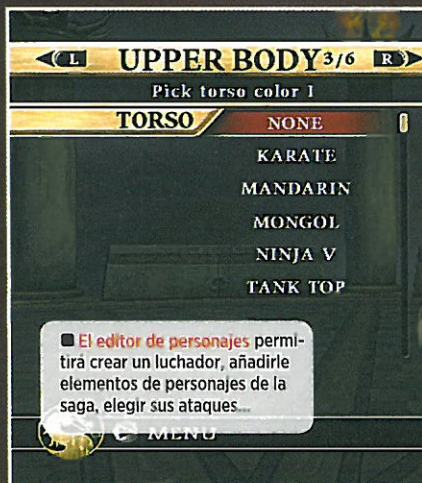 L UPPER BODY 3/6 R
Pick torso color 1
TORSO NONE
KARATE
MANDARIN
MONGOL
NINJA V
TANK TOP
El editor de personajes permi-
tirá crear un luchador, añadirle
elementos de personajes de la
saga, elegir sus ataques...
C MENU